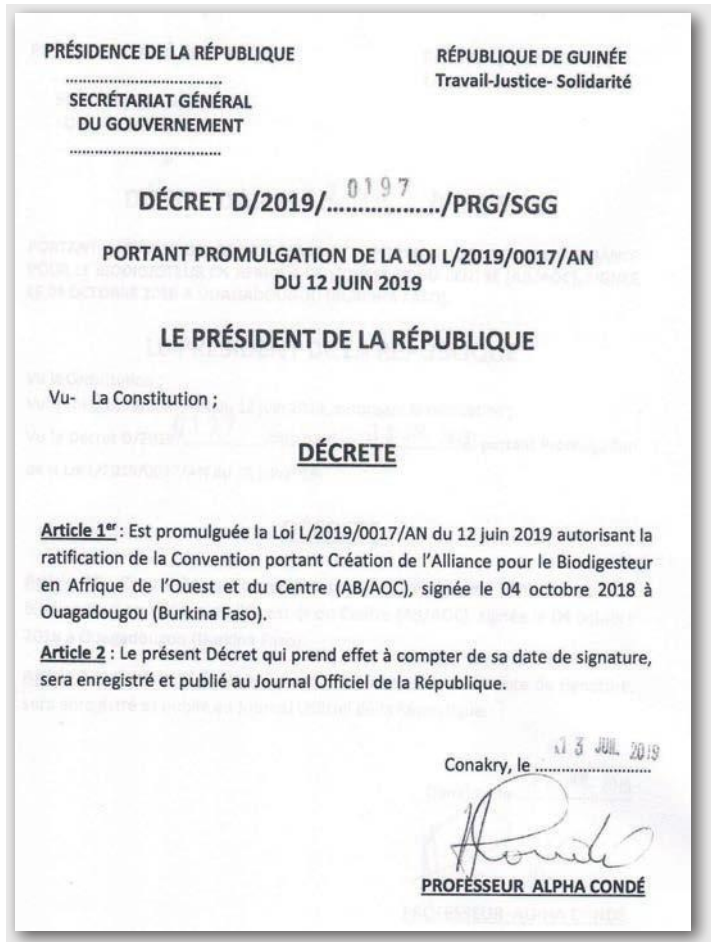 PRÉSIDENCE DE LA RÉPUBLIQUE
................................
SECRÉTARIAT GÉNÉRAL
DU GOUVERNEMENT
................................
RÉPUBLIQUE DE GUINÉE
Travail-Justice- Solidarité
DÉCRET D/2019/...0197.../PRG/SGG
PORTANT PROMULGATION DE LA LOI L/2019/0017/AN
DU 12 JUIN 2019
LE PRÉSIDENT DE LA RÉPUBLIQUE
Vu- La Constitution ;
DÉCRETE
Article 1er : Est promulguée la Loi L/2019/0017/AN du 12 juin 2019 autorisant la
ratification de la Convention portant Création de l'Alliance pour le Biodigesteur
en Afrique de l'Ouest et du Centre (AB/AOC), signée le 04 octobre 2018 à
Ouagadougou (Burkina Faso).
Article 2 : Le présent Décret qui prend effet à compter de sa date de signature,
sera enregistré et publié au Journal Officiel de la République.
Conakry, le ... 3 JUIL 2019
PROFESSEUR ALPHA CONDÉ